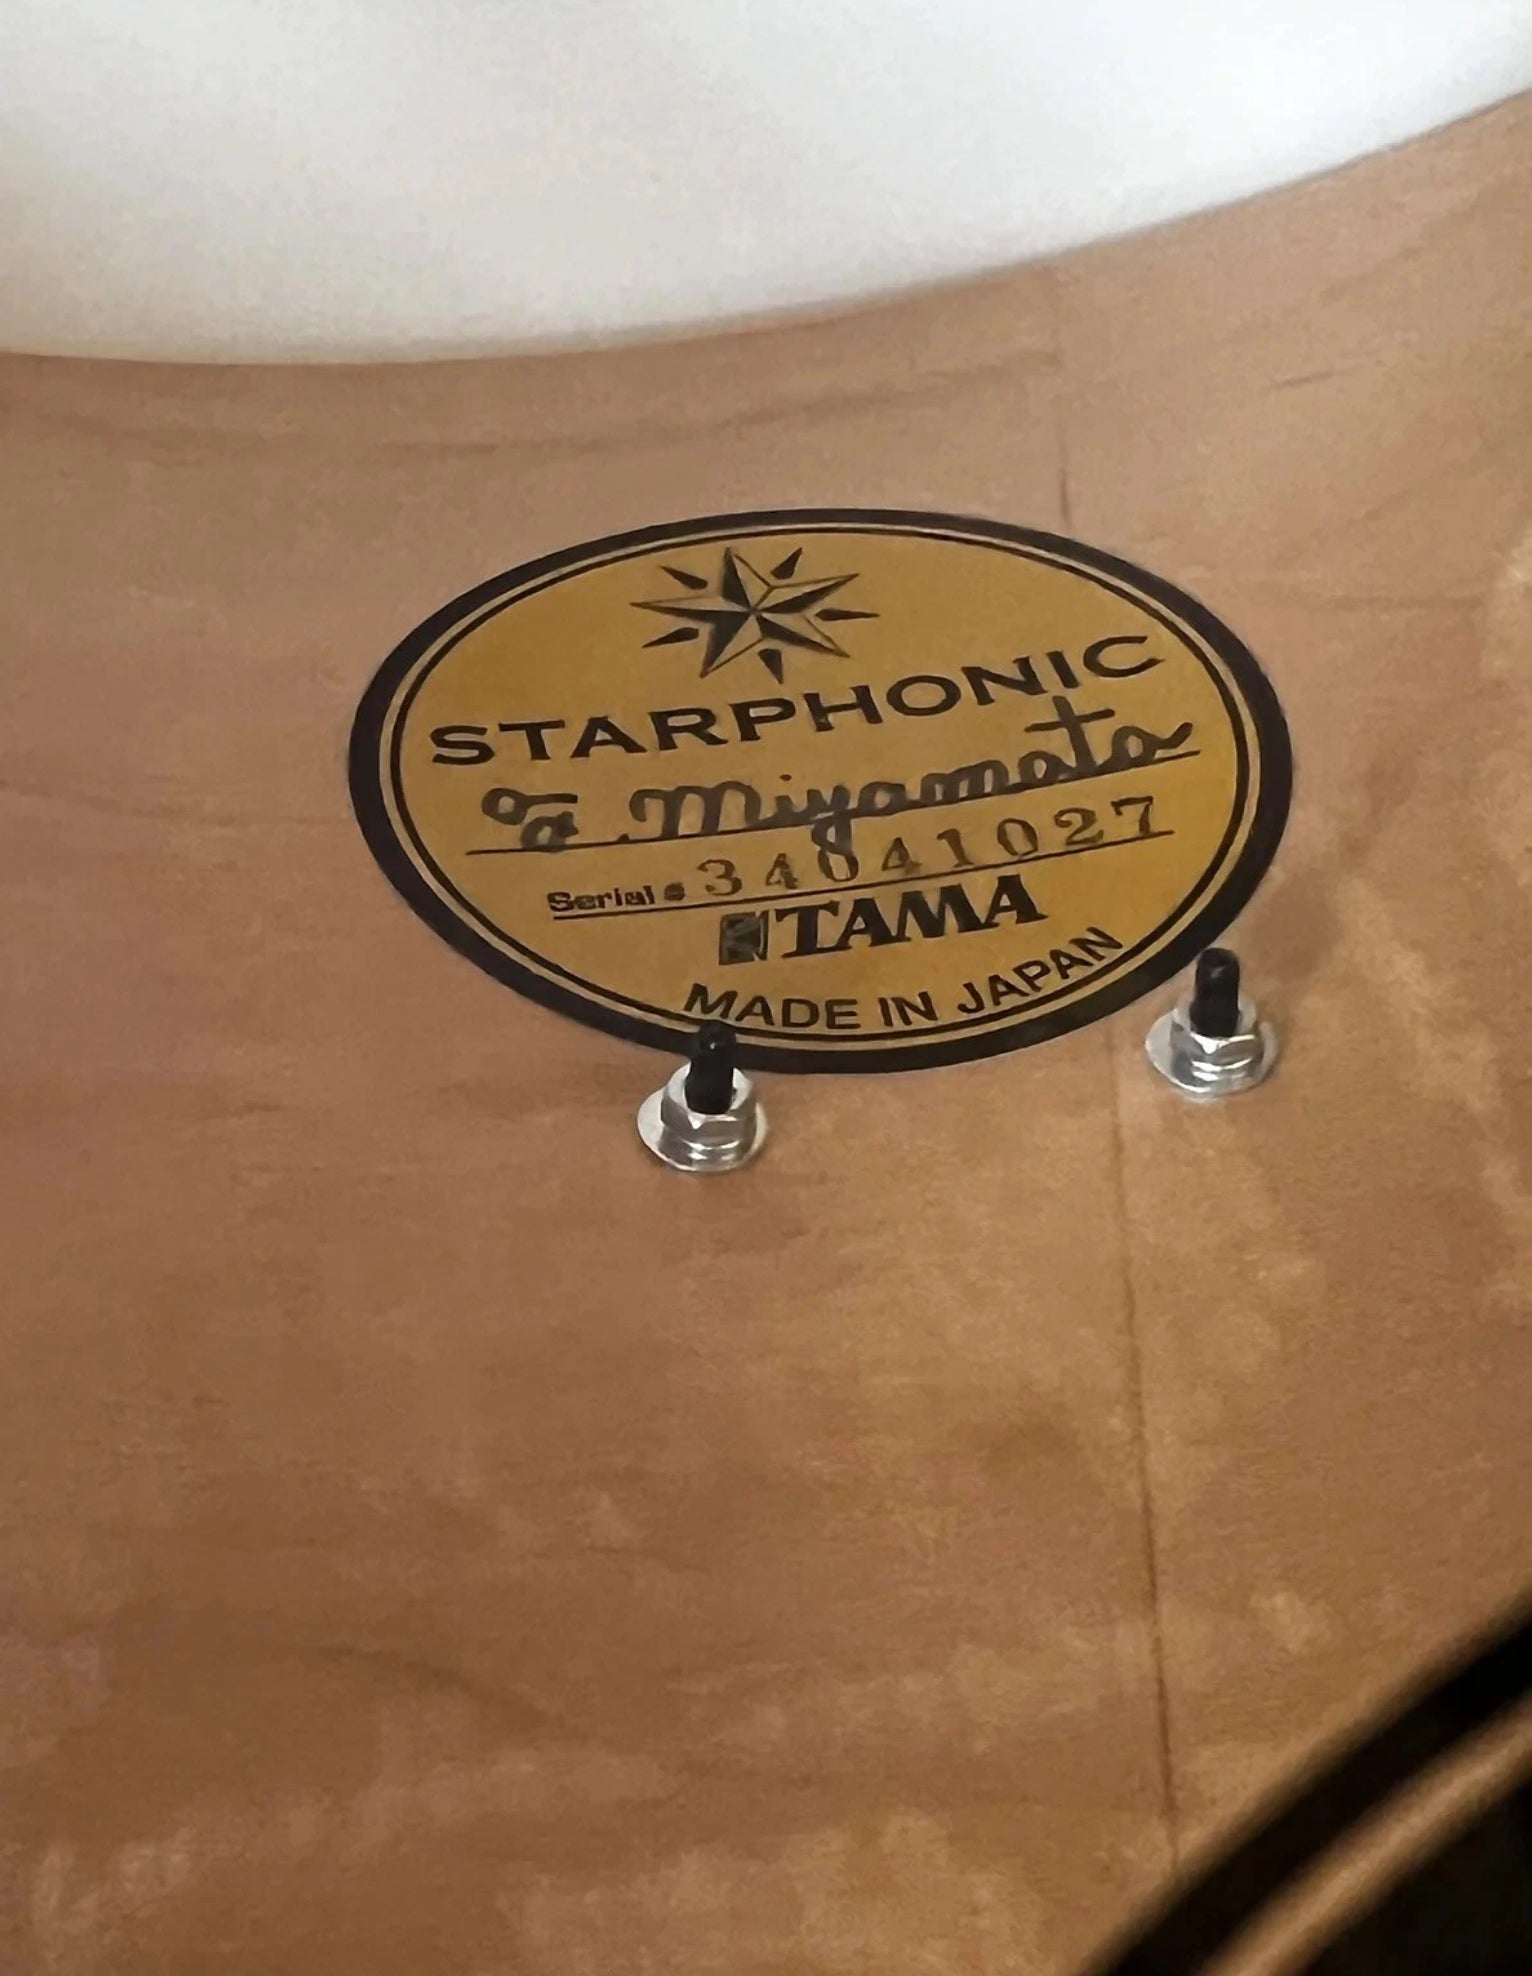 STARPHONIC
Miyamoto
Serial # 34041027
TAMA
MADE IN JAPAN